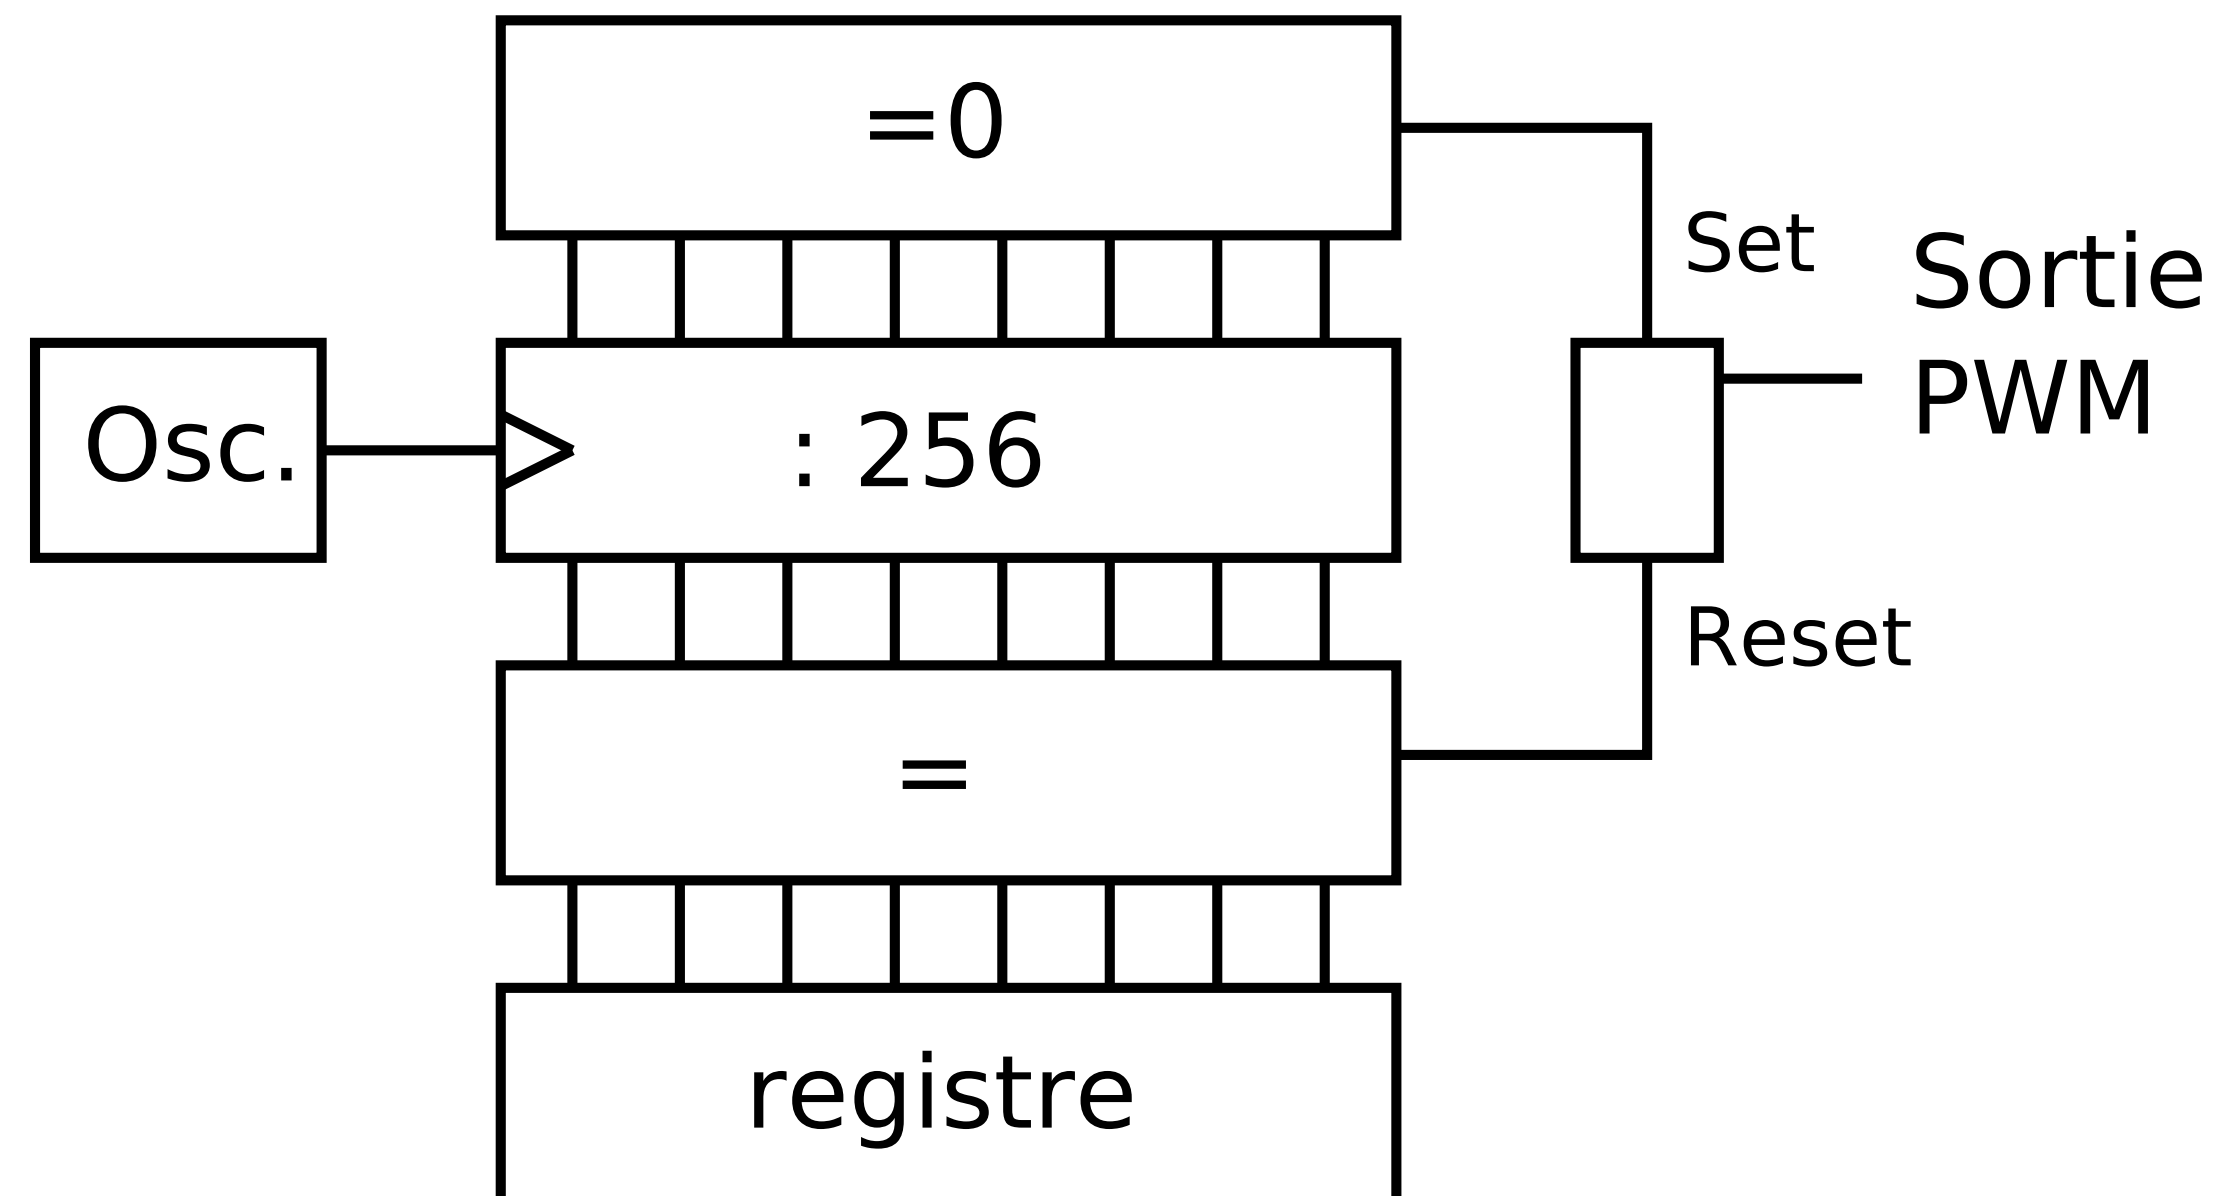 =0
Set
Sortie
PWM
Osc.
: 256
Reset
=
registre